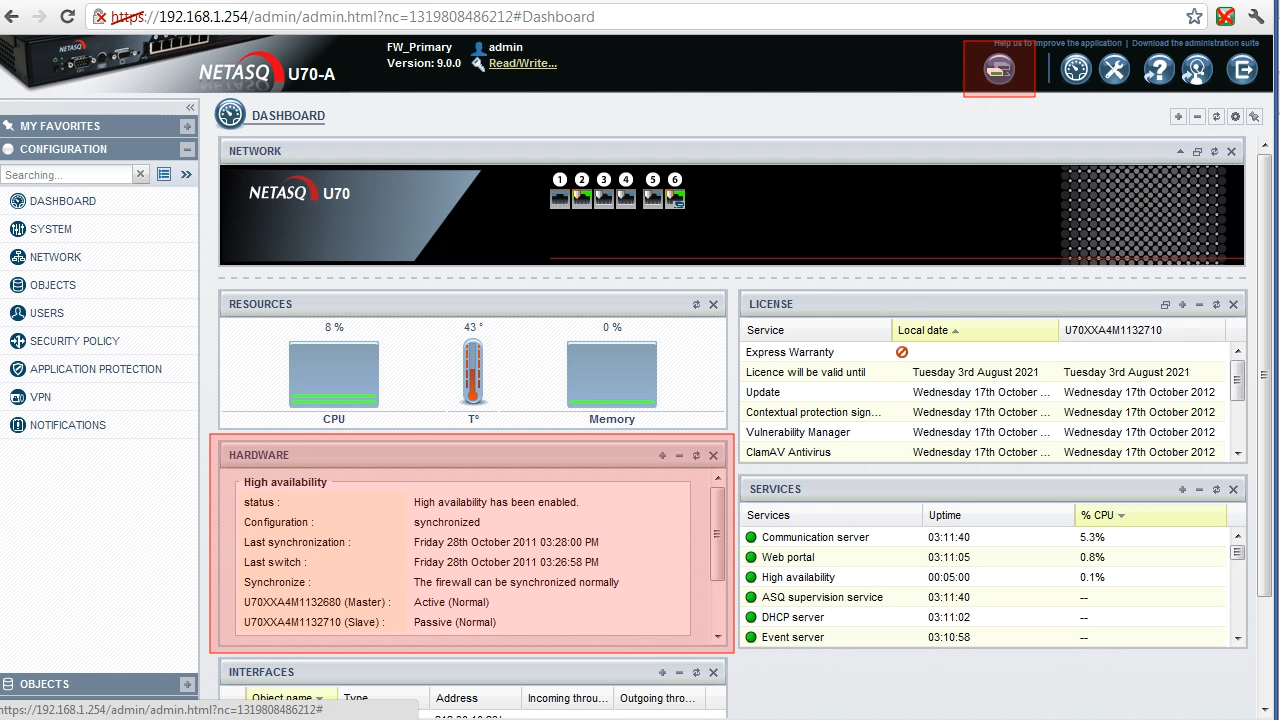 https://192.168.1.254/admin/admin.html?nc=1319808486212#Dashboard
NETASQ
NETASQ U70-A
FW_Primary
Version: 9.0.0
admin
Read/Write...
Help us to improve the application | Download the administration suite
MY FAVORITES
CONFIGURATION
Searching...
DASHBOARD
SYSTEM
NETWORK
OBJECTS
USERS
SECURITY POLICY
APPLICATION PROTECTION
VPN
NOTIFICATIONS
OBJECTS
https://192.168.1.254/admin/admin.html?nc=1319808486212#
DASHBOARD
NETWORK
NETASQ U70
1 2 3 4 5 6
RESOURCES
8 % 43 ° 0 %
CPU T° Memory
HARDWARE
High availability
status : High availability has been enabled.
Configuration : synchronized
Last synchronization : Friday 28th October 2011 03:28:00 PM
Last switch : Friday 28th October 2011 03:26:58 PM
Synchronize : The firewall can be synchronized normally
U70XXA4M1132680 (Master) : Active (Normal)
U70XXA4M1132710 (Slave) : Passive (Normal)
INTERFACES
Object name Type Address Incoming throu... Outgoing thro...
LICENSE
Service Local date U70XXA4M1132710
Express Warranty
Licence will be valid until Tuesday 3rd August 2021 Tuesday 3rd August 2021
Update Wednesday 17th October ... Wednesday 17th October 2012
Contextual protection sign... Wednesday 17th October ... Wednesday 17th October 2012
Vulnerability Manager Wednesday 17th October ... Wednesday 17th October 2012
ClamAV Antivirus Wednesday 17th October ... Wednesday 17th October 2012
SERVICES
Services Uptime % CPU
Communication server 03:11:40 5.3%
Web portal 03:11:05 0.8%
High availability 00:05:00 0.1%
ASQ supervision service 03:11:40 --
DHCP server 03:11:02 --
Event server 03:10:58 --